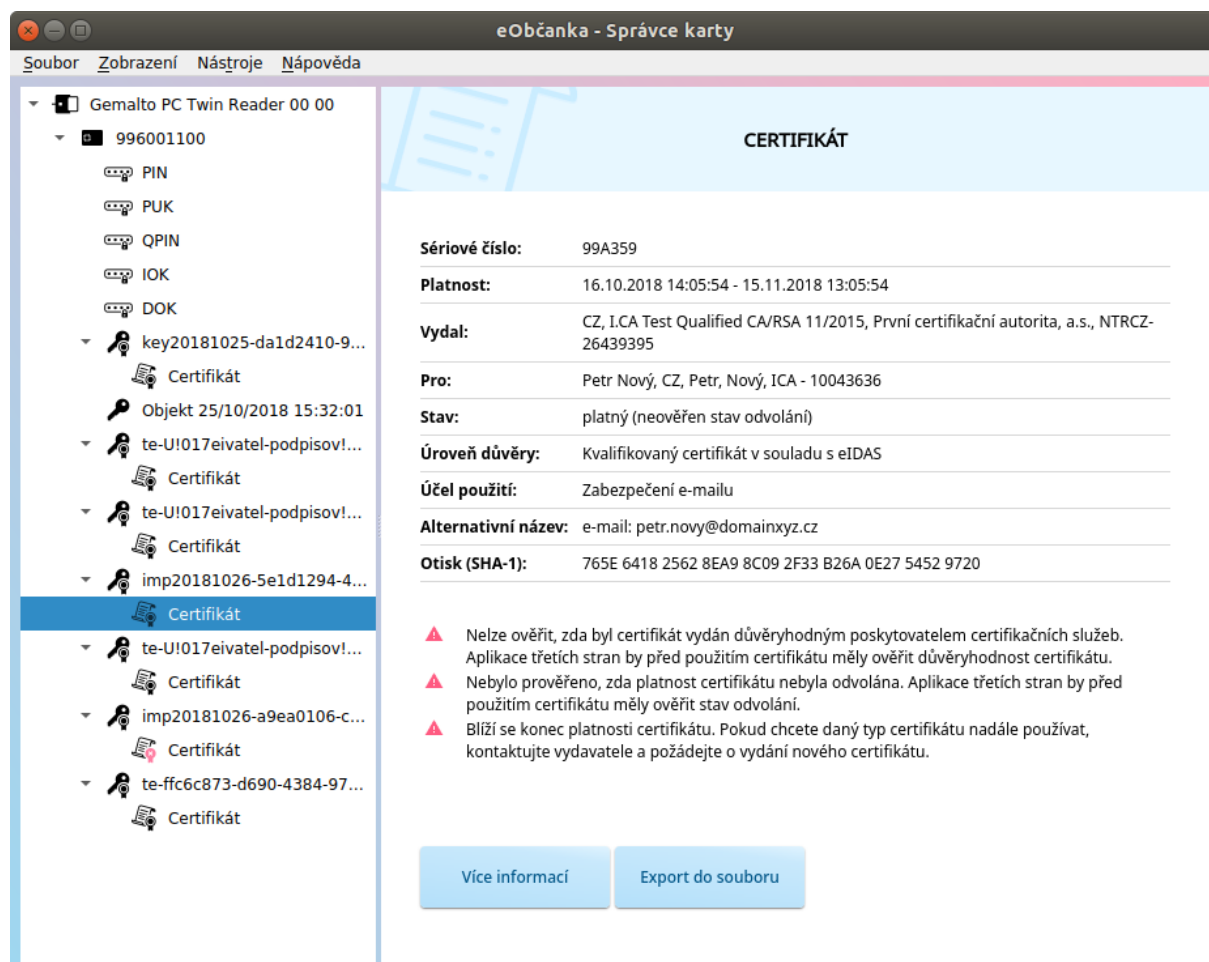 eObčanka - Správce karty
Soubor Zobrazení Nástroje Nápověda
Gemalto PC Twin Reader 00 00
996001100
PIN
PUK
QPIN
IOK
DOK
key20181025-da1d2410-9...
Certifikát
Objekt 25/10/2018 15:32:01
te-U!017eivatel-podpisov!...
Certifikát
te-U!017eivatel-podpisov!...
Certifikát
imp20181026-5e1d1294-4...
Certifikát
te-U!017eivatel-podpisov!...
Certifikát
imp20181026-a9ea0106-c...
Certifikát
te-ffc6c873-d690-4384-97...
Certifikát
CERTIFIKÁT
Sériové číslo: 99A359
Platnost: 16.10.2018 14:05:54 - 15.11.2018 13:05:54
Vydal: CZ, I.CA Test Qualified CA/RSA 11/2015, První certifikační autorita, a.s., NTRCZ-
26439395
Pro: Petr Nový, CZ, Petr, Nový, ICA - 10043636
Stav: platný (neověřen stav odvolání)
Úroveň důvěry: Kvalifikovaný certifikát v souladu s eIDAS
Účel použití: Zabezpečení e-mailu
Alternativní název: e-mail: petr.novy@domainxyz.cz
Otisk (SHA-1): 765E 6418 2562 8EA9 8C09 2F33 B26A 0E27 5452 9720
Nelze ověřit, zda byl certifikát vydán důvěryhodným poskytovatelem certifikačních služeb.
Aplikace třetích stran by před použitím certifikátu měly ověřit důvěryhodnost certifikátu.
Nebylo prověřeno, zda platnost certifikátu nebyla odvolána. Aplikace třetích stran by před
použitím certifikátu měly ověřit stav odvolání.
Blíží se konec platnosti certifikátu. Pokud chcete daný typ certifikátu nadále používat,
kontaktujte vydavatele a požádejte o vydání nového certifikátu.
Více informací
Export do souboru